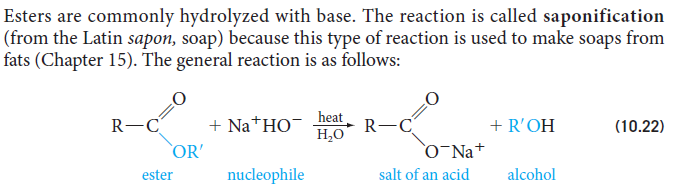 Esters are commonly hydrolyzed with base. The reaction is called saponification
(from the Latin sapon, soap) because this type of reaction is used to make soaps from
fats (Chapter 15). The general reaction is as follows:
O O
R—C + Na⁺HO⁻ heat R—C + R′OH (10.22)
H₂O
OR′ O⁻Na⁺
ester nucleophile salt of an acid alcohol